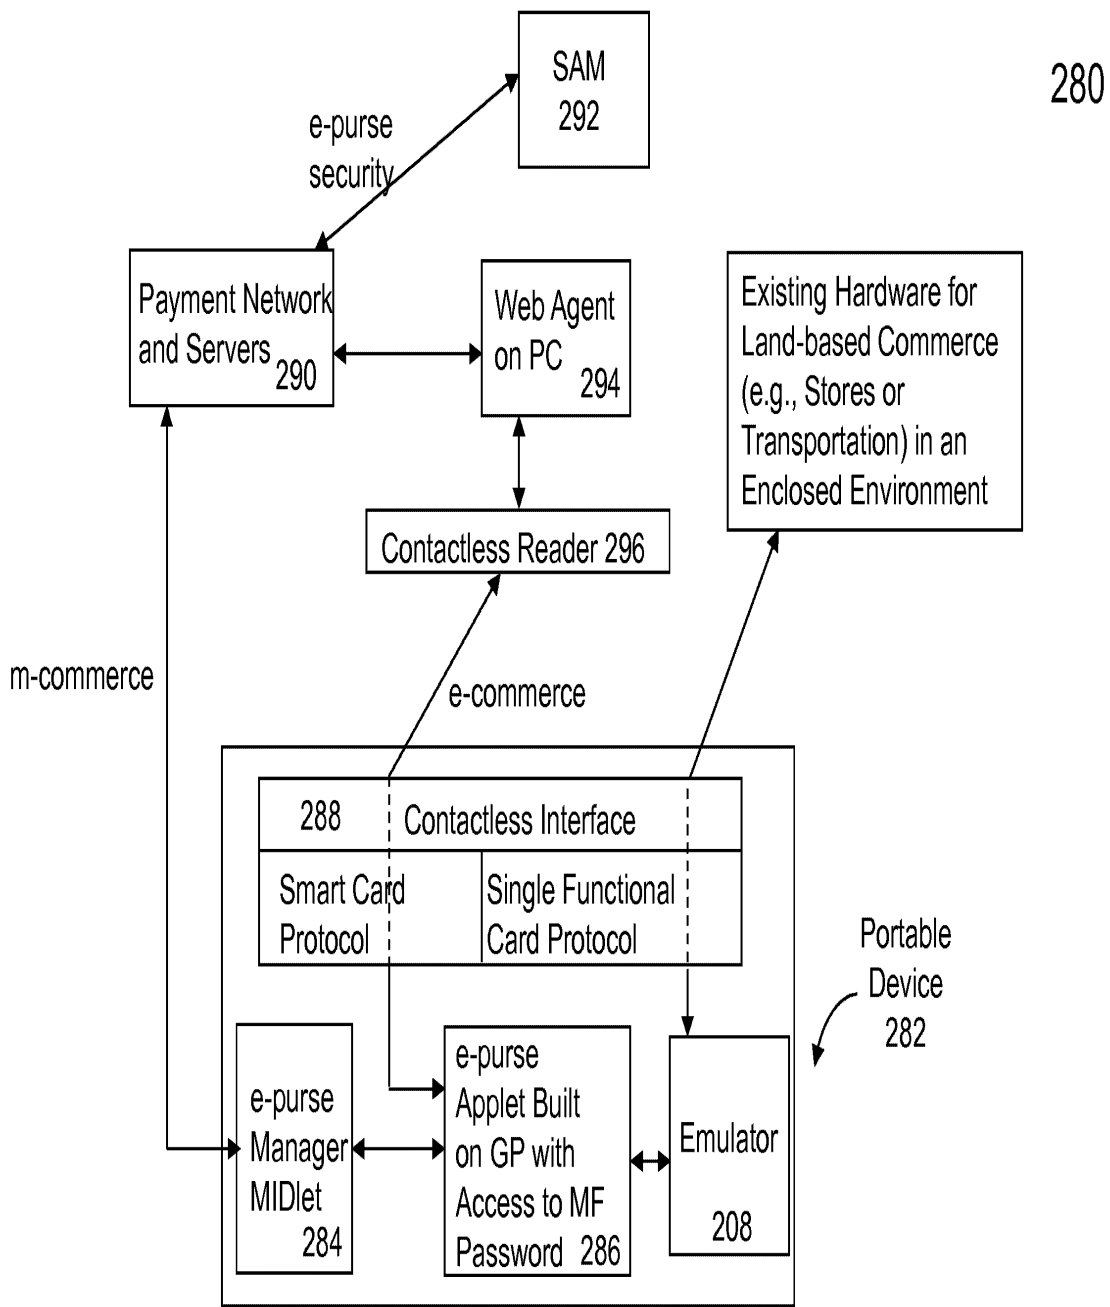 280
SAM
292
e-purse
security
Payment Network
and Servers
290
Web Agent
on PC
294
Existing Hardware for
Land-based Commerce
(e.g., Stores or
Transportation) in an
Enclosed Environment
Contactless Reader 296
m-commerce
e-commerce
288 Contactless Interface
Smart Card
Protocol
Single Functional
Card Protocol
Portable
Device
282
e-purse
Manager
MIDlet
284
e-purse
Applet Built
on GP with
Access to MF
Password 286
Emulator
208